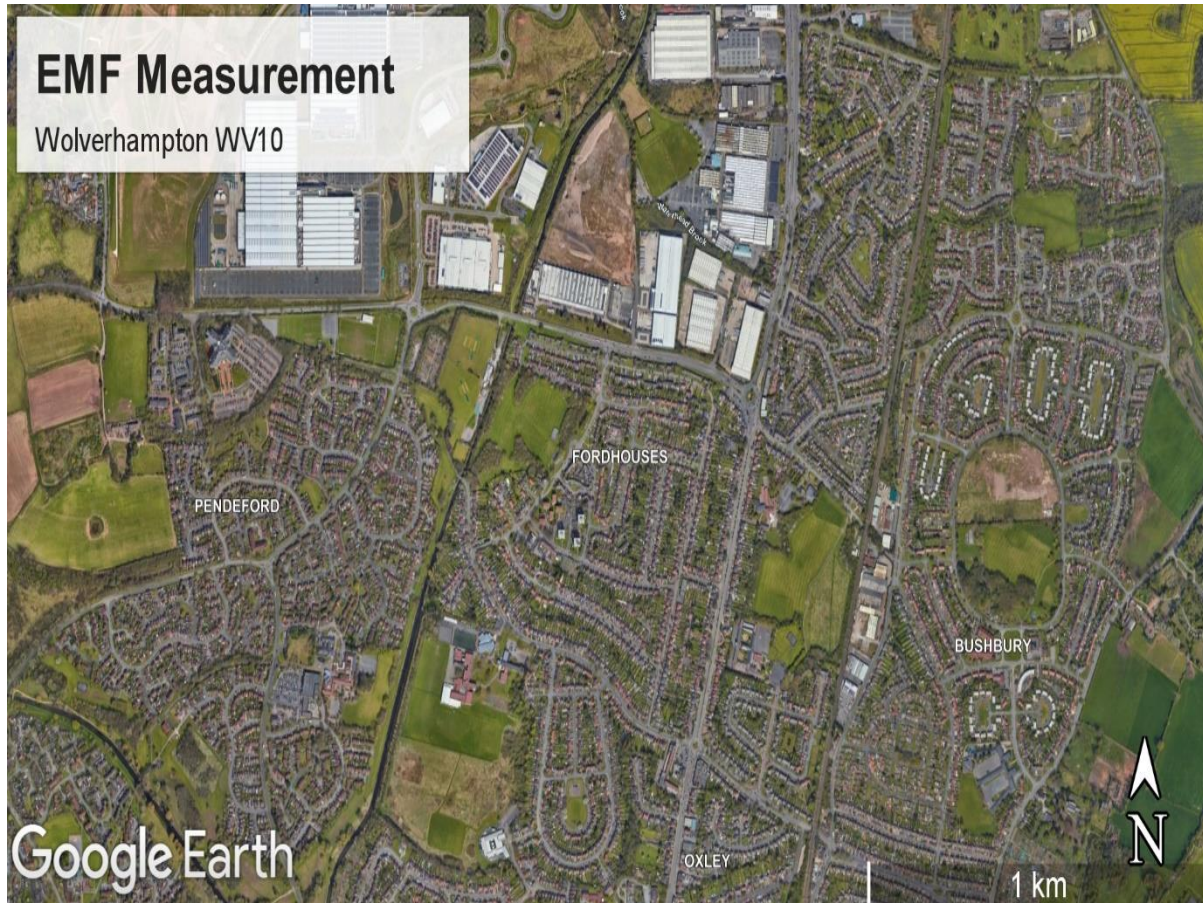 EMF Measurement
Wolverhampton WV10
FORDHOUSES
PENDEFORD
BUSHBURY
OXLEY
Google Earth
N
1 km